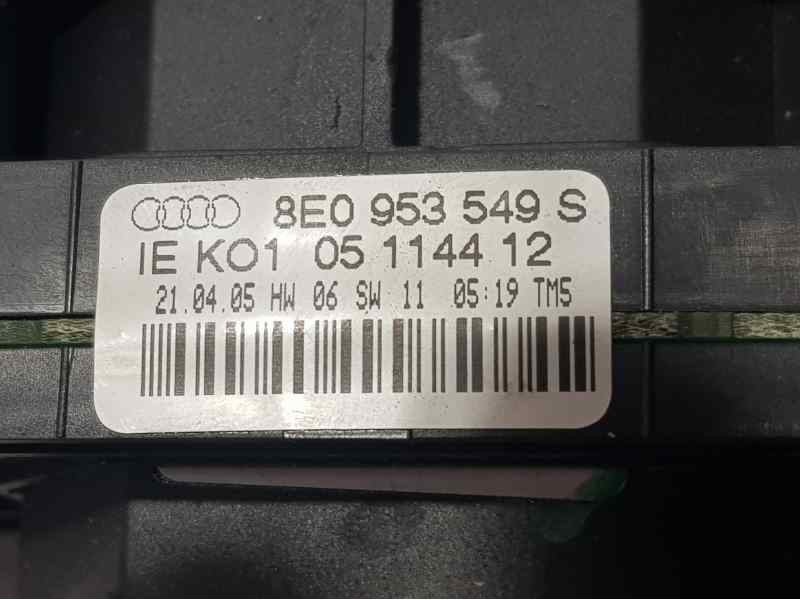 8E0 953 549 S
IE KO1 05 1144 12
21.04.05 HW 06 SW 11 05:19 TM5